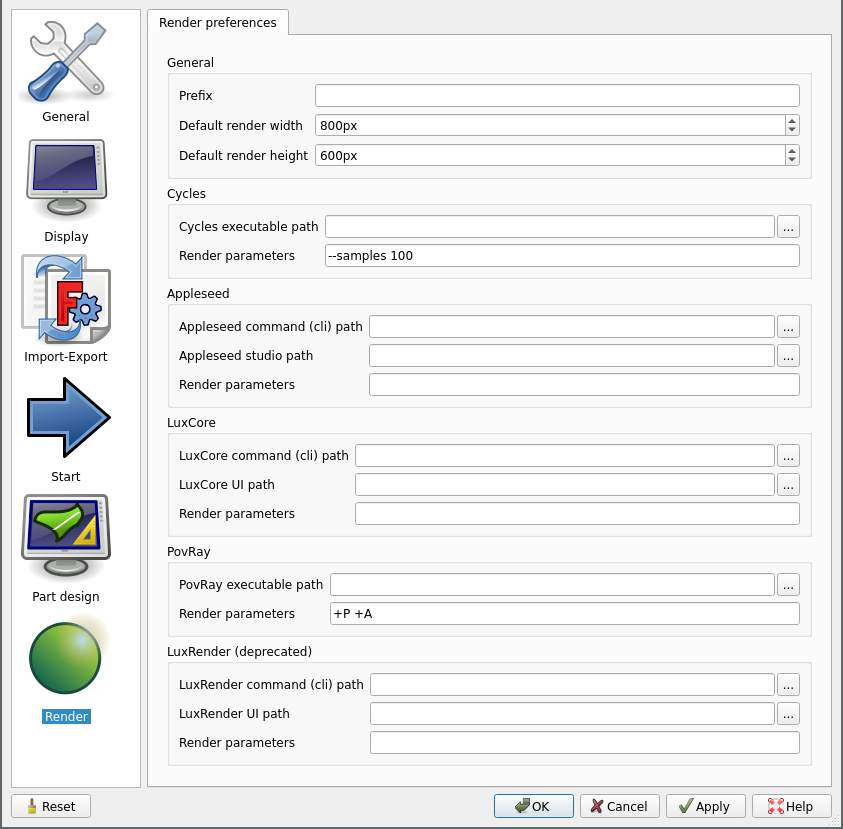 General
Display
Import-Export
Start
Part design
Render
Render preferences
General
Prefix
Default render width 800px
Default render height 600px
Cycles
Cycles executable path ...
Render parameters --samples 100
Appleseed
Appleseed command (cli) path ...
Appleseed studio path ...
Render parameters
LuxCore
LuxCore command (cli) path ...
LuxCore UI path ...
Render parameters
PovRay
PovRay executable path ...
Render parameters +P +A
LuxRender (deprecated)
LuxRender command (cli) path ...
LuxRender UI path ...
Render parameters
Reset OK Cancel Apply Help